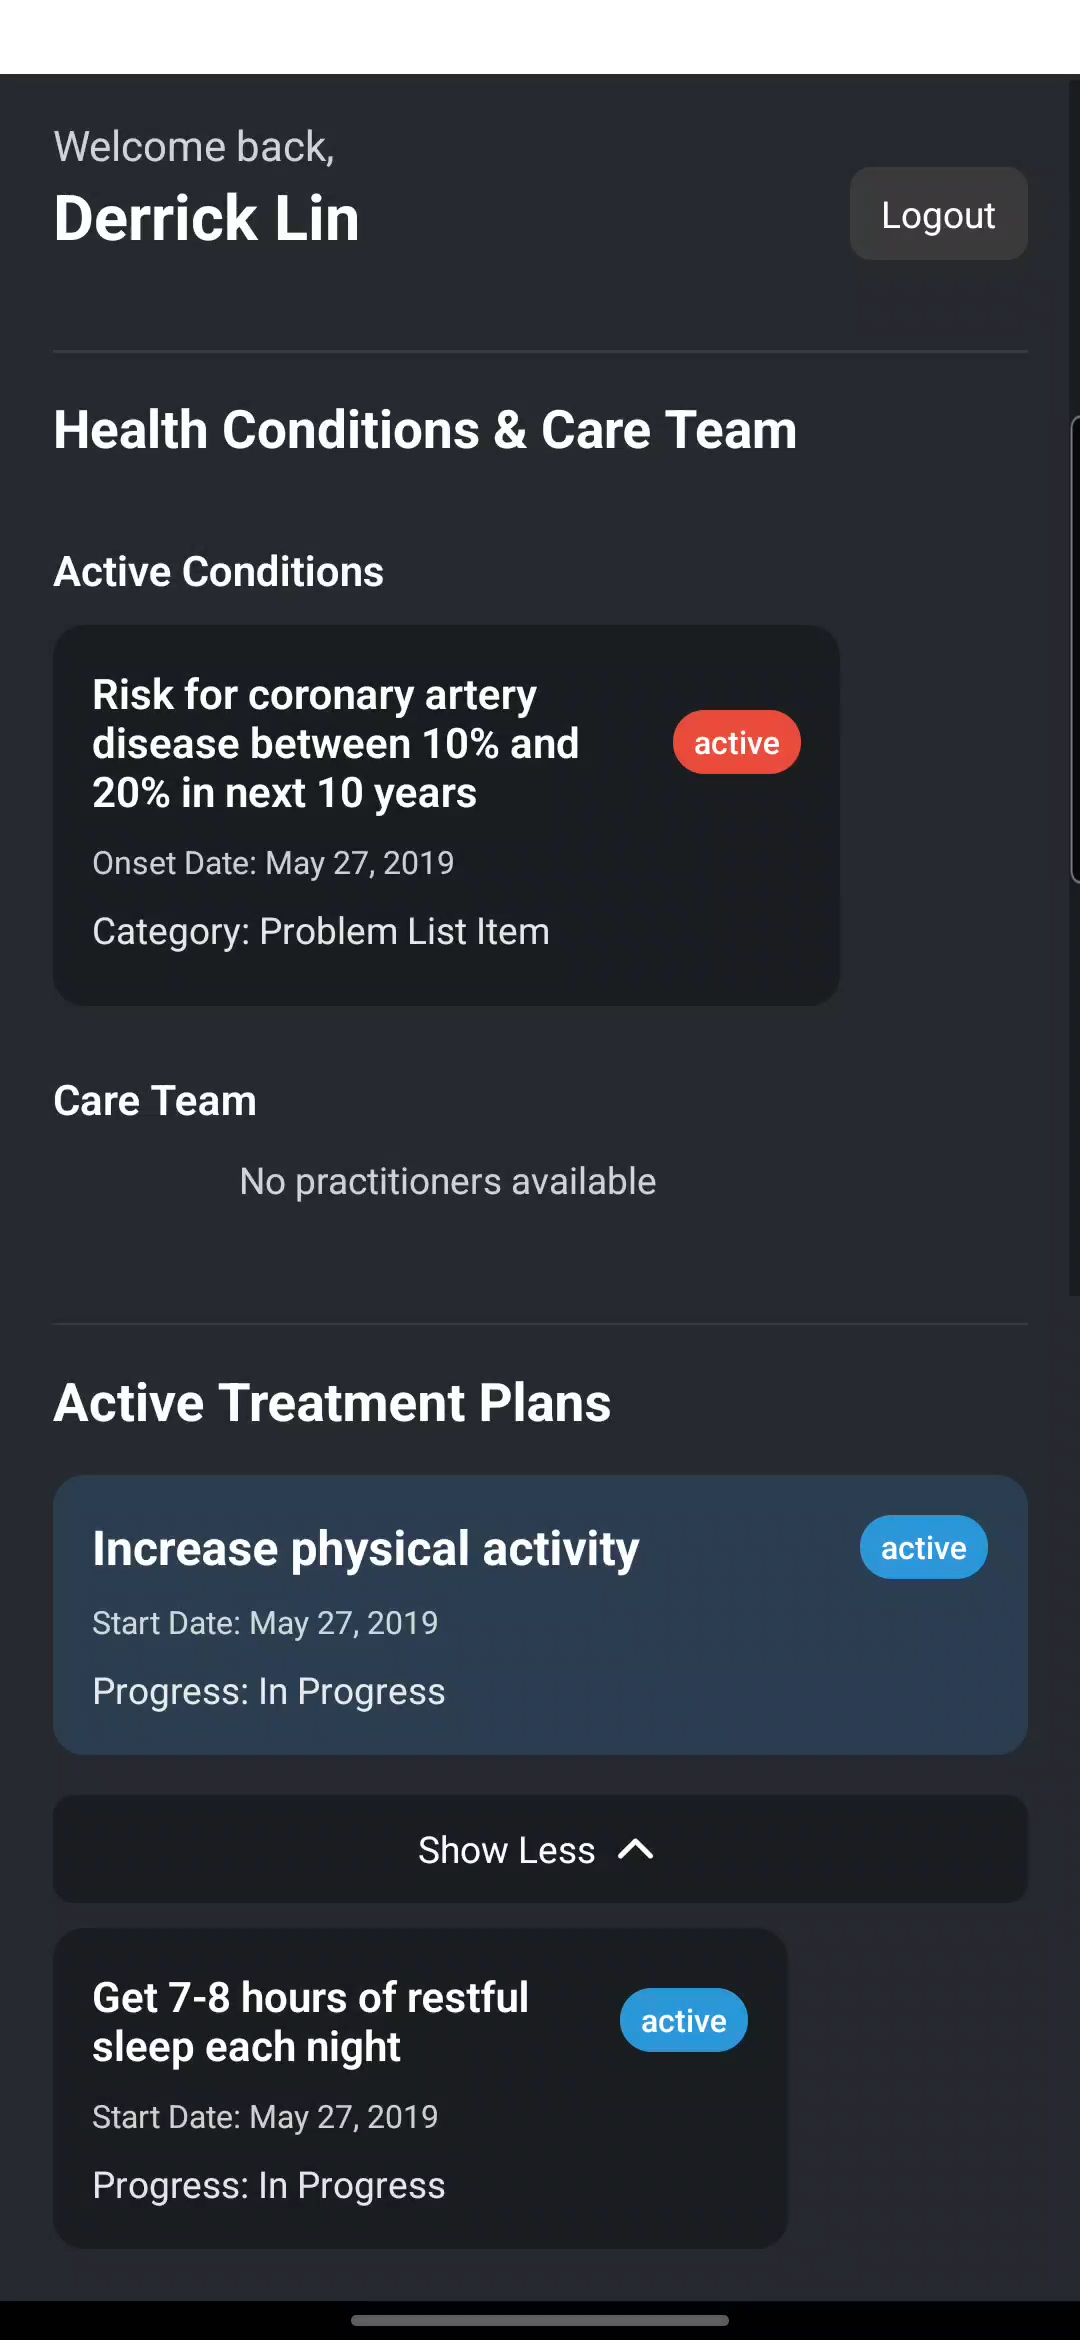 Welcome back,
Derrick Lin
Logout
Health Conditions & Care Team
Active Conditions
Risk for coronary artery
disease between 10% and
20% in next 10 years
active
Onset Date: May 27, 2019
Category: Problem List Item
Care Team
No practitioners available
Active Treatment Plans
Increase physical activity
active
Start Date: May 27, 2019
Progress: In Progress
Show Less
Get 7-8 hours of restful
sleep each night
active
Start Date: May 27, 2019
Progress: In Progress